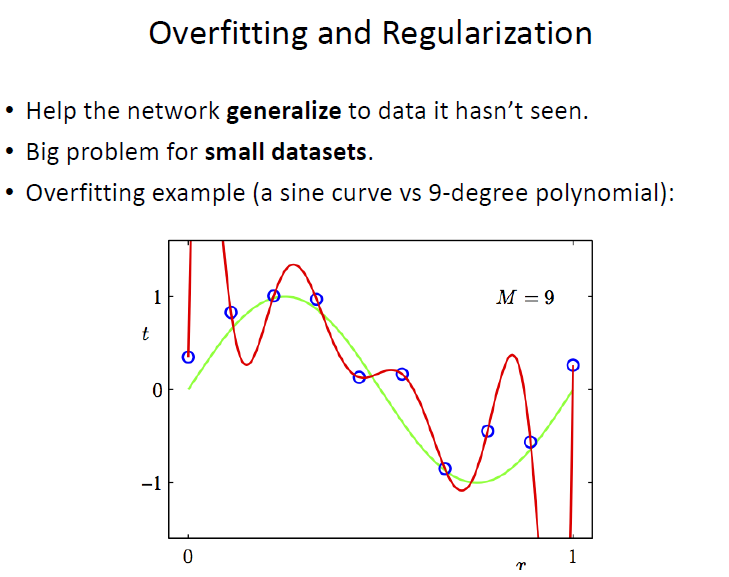 Overfitting and Regularization
• Help the network generalize to data it hasn't seen.
• Big problem for small datasets.
• Overfitting example (a sine curve vs 9-degree polynomial):
M = 9
1
t
0
−1
0
1